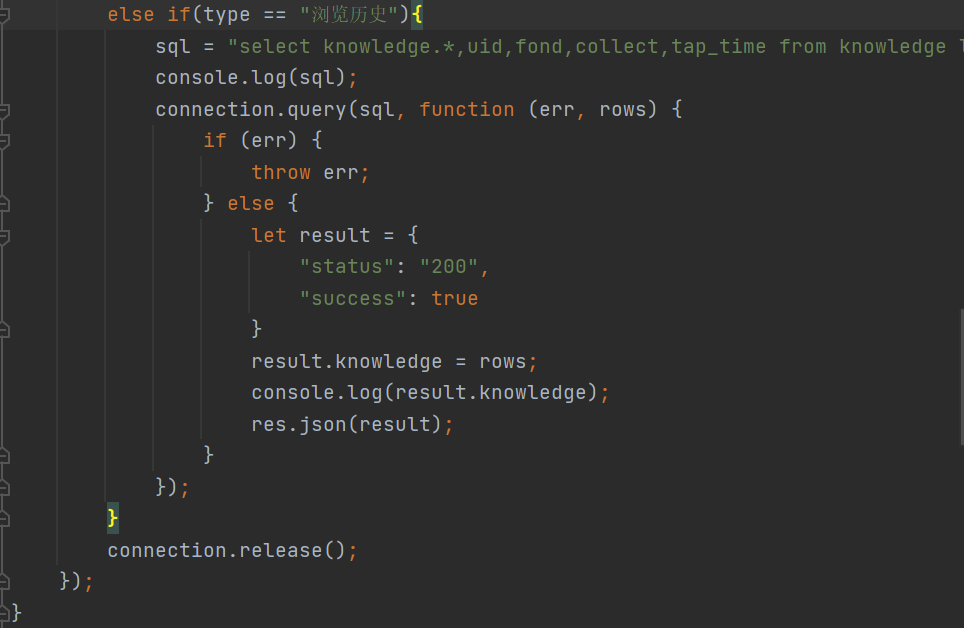 else if(type == "浏览历史"){
sql = "select knowledge.*,uid,fond,collect,tap_time from knowledge
console.log(sql);
connection.query(sql, function (err, rows) {
if (err) {
throw err;
} else {
let result = {
"status": "200",
"success": true
}
result.knowledge = rows;
console.log(result.knowledge);
res.json(result);
}
});
}
connection.release();
});
}